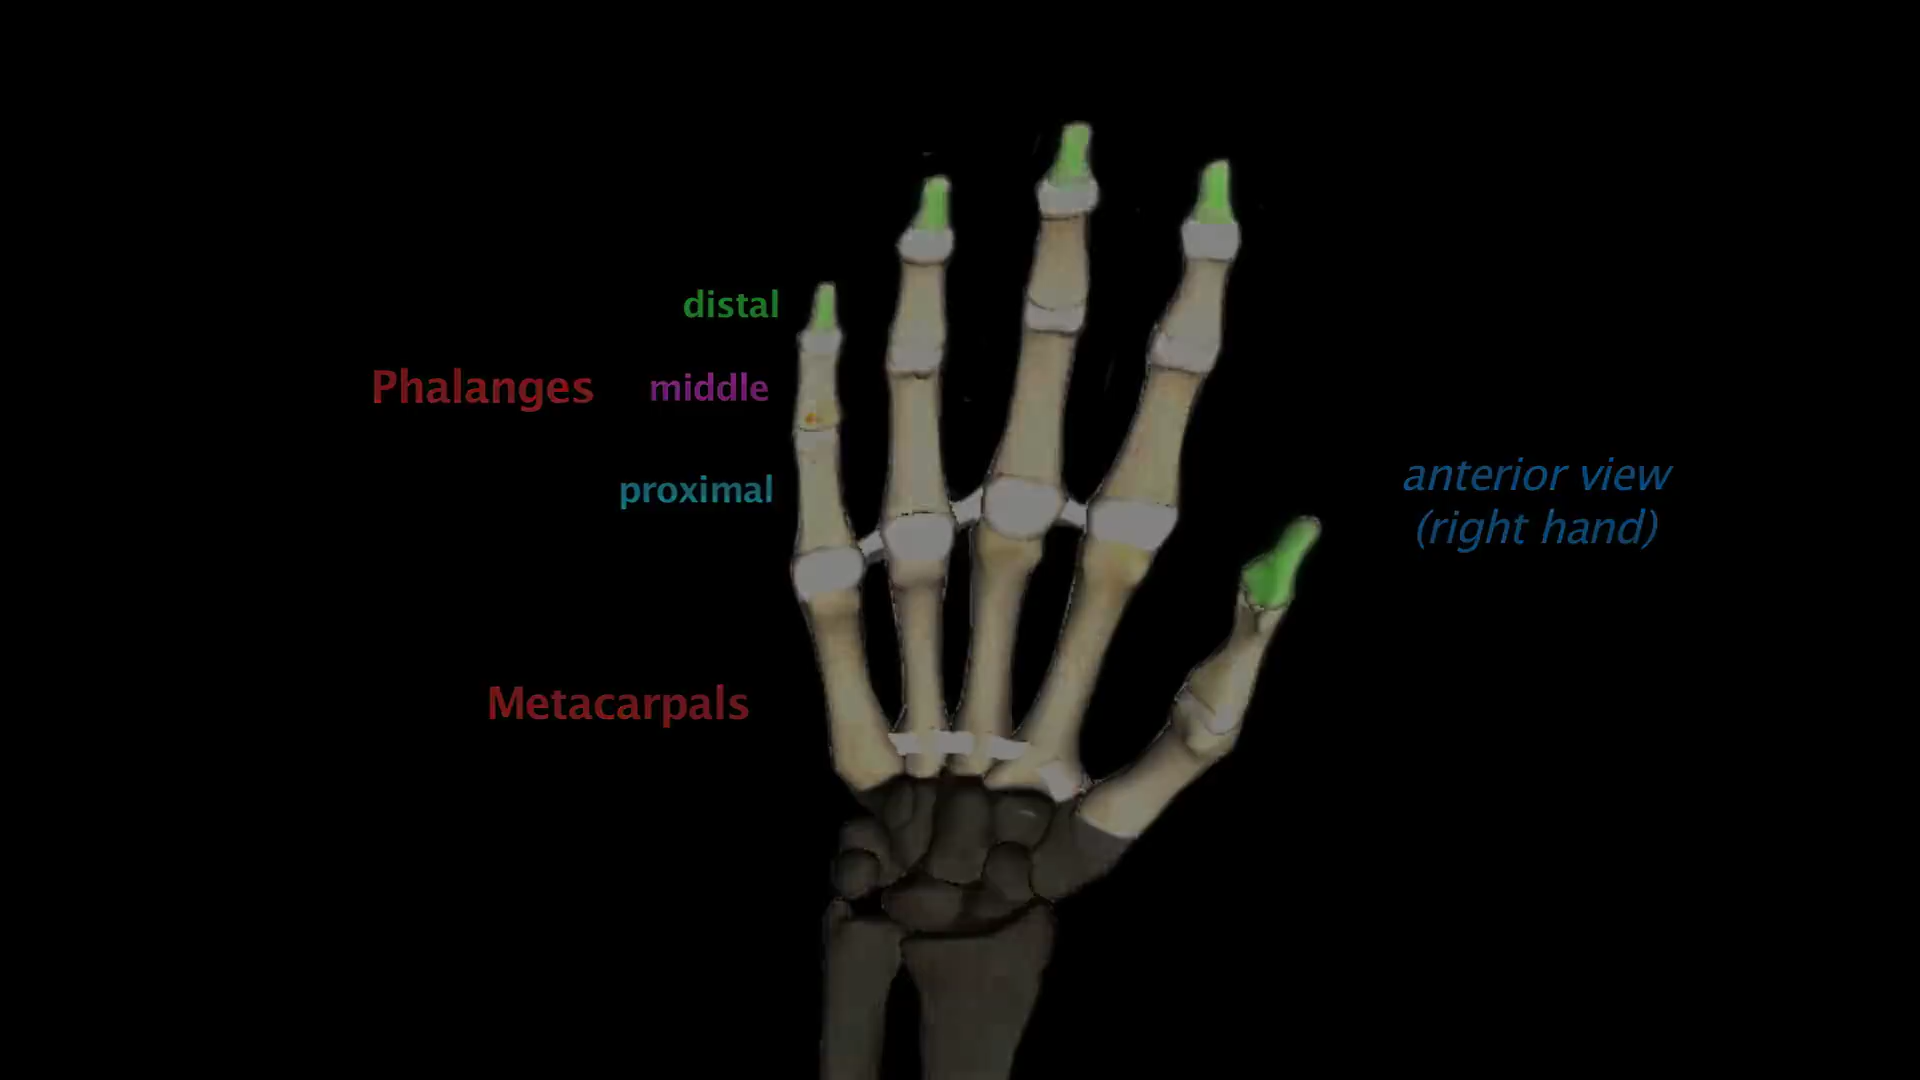 distal
Phalanges middle
proximal
anterior view
(right hand)
Metacarpals